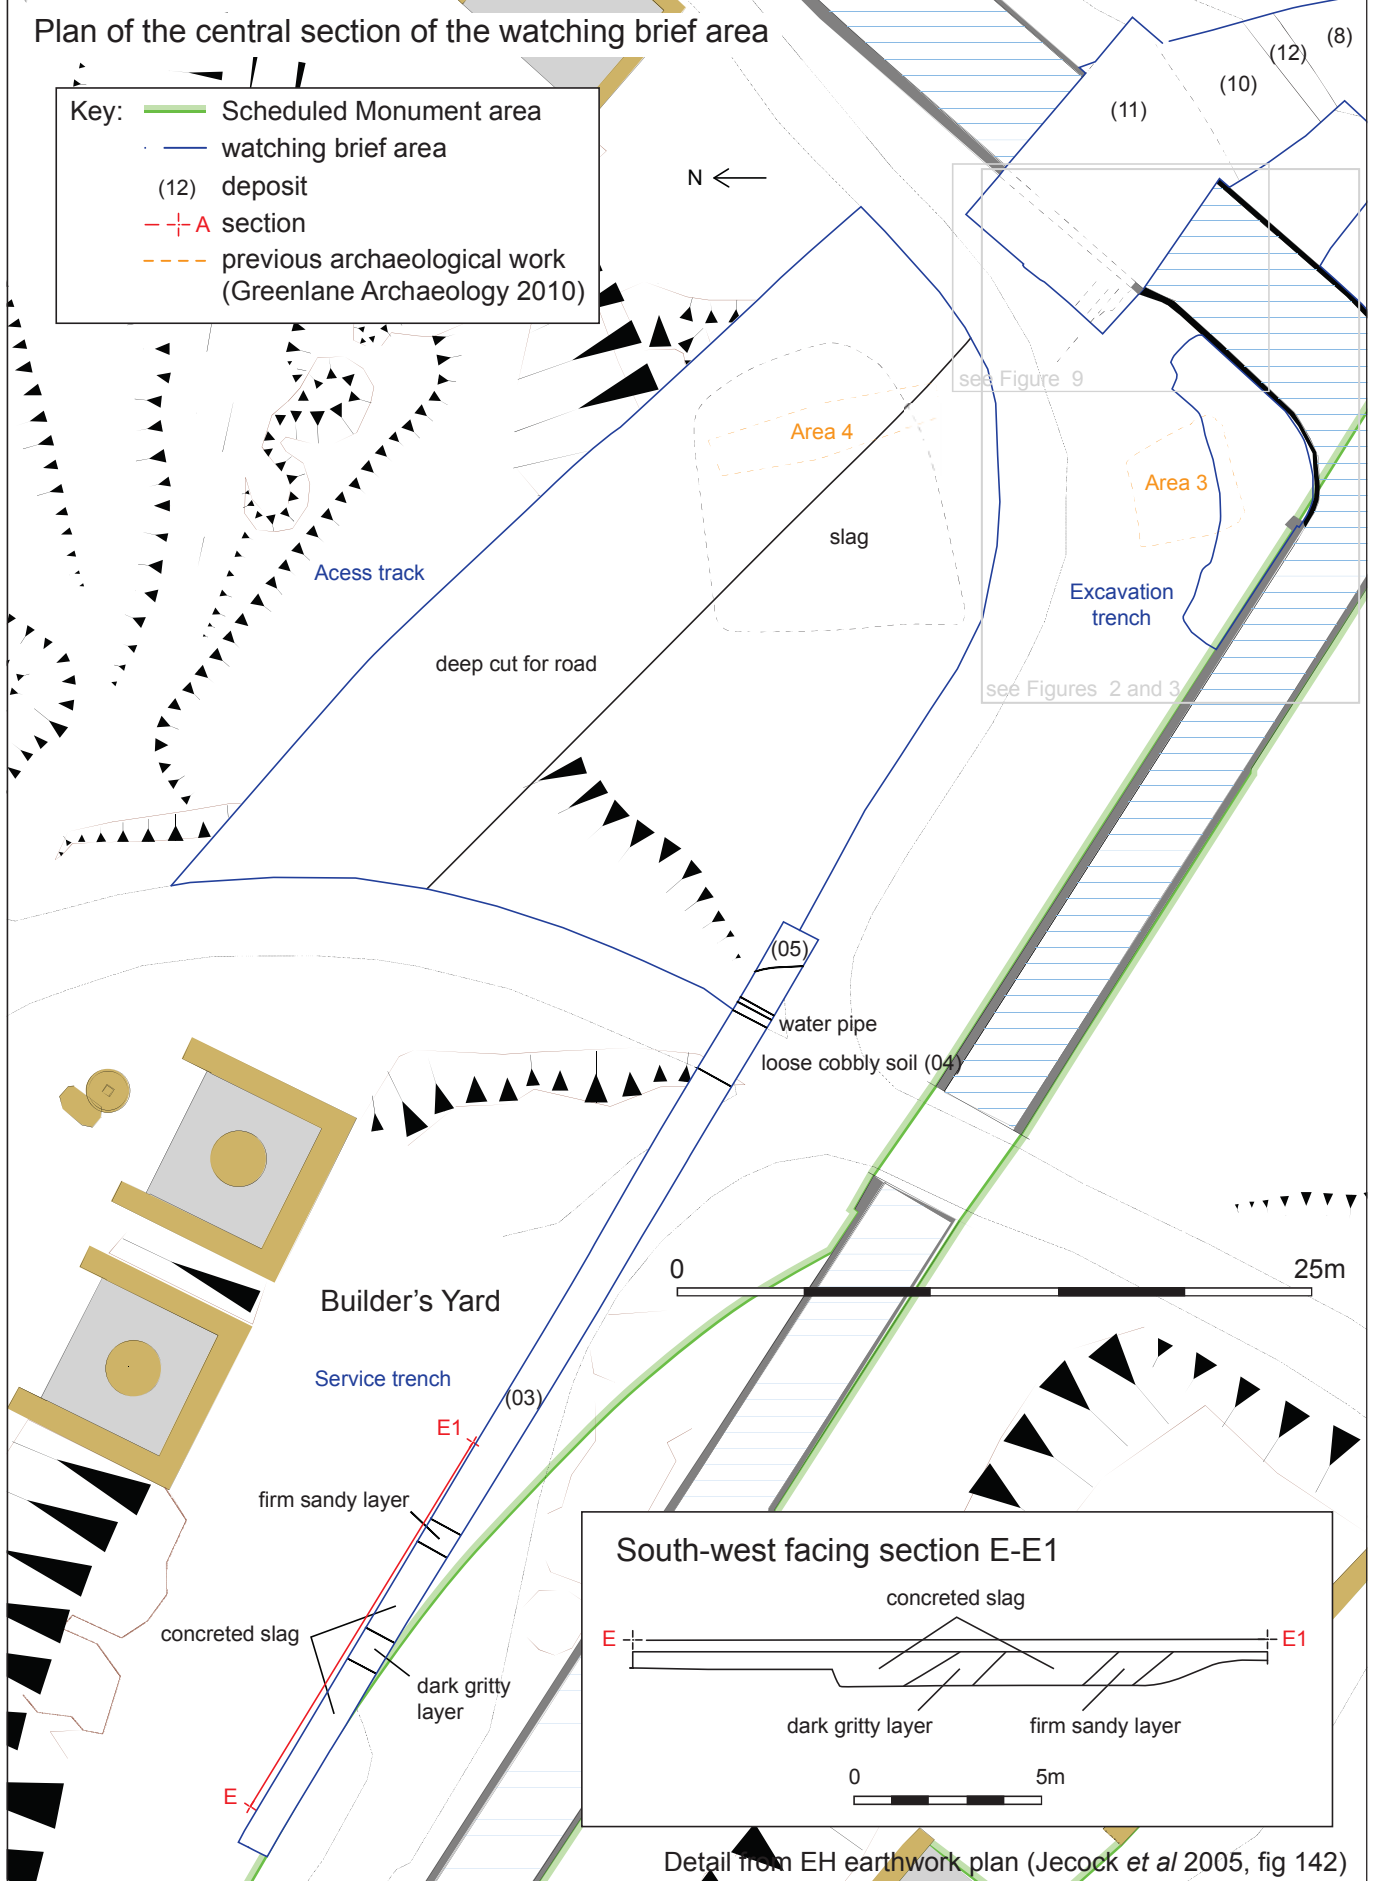 Plan of the central section of the watching brief area
Key:
Scheduled Monument area
watching brief area
(12) deposit
A section
previous archaeological work
(Greenlane Archaeology 2010)
N
(8)
(12)
(10)
(11)
see Figure 9
Area 4
Area 3
slag
Acess track
Excavation
trench
deep cut for road
see Figures 2 and 3
(05)
water pipe
loose cobbly soil (04)
0 25m
Builder's Yard
Service trench
(03)
E1
firm sandy layer
concreted slag
dark gritty
layer
E
South-west facing section E-E1
concreted slag
E E1
dark gritty layer firm sandy layer
0 5m
Detail from EH earthwork plan (Jecock et al 2005, fig 142)